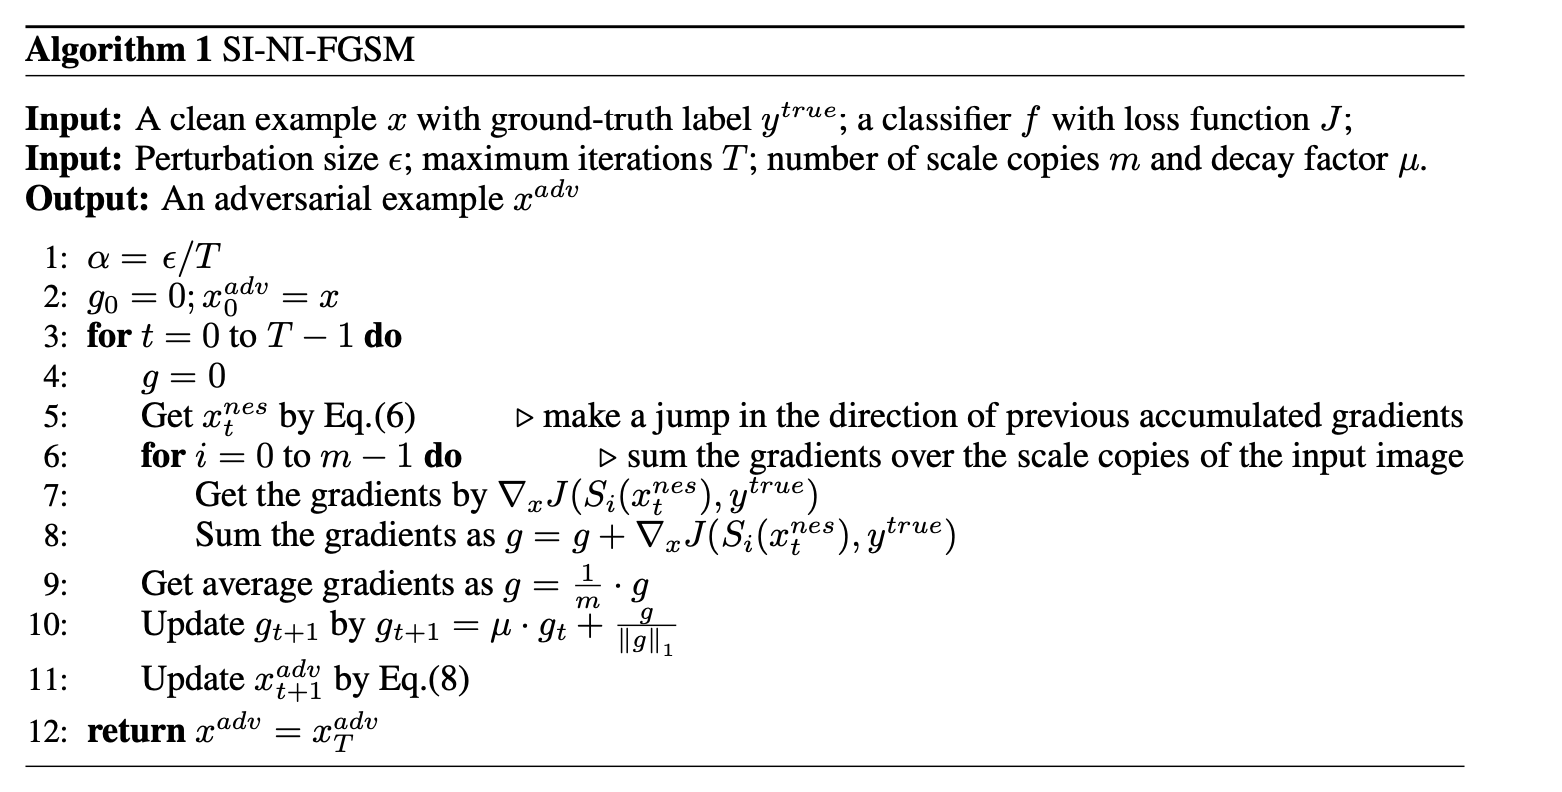 Algorithm 1 SI-NI-FGSM
Input: A clean example $x$ with ground-truth label $y^{true}$; a classifier $f$ with loss function $J$;
Input: Perturbation size $\epsilon$; maximum iterations $T$; number of scale copies $m$ and decay factor $\mu$.
Output: An adversarial example $x^{adv}$
1: $\alpha = \epsilon/T$
2: $g_0 = 0; x_0^{adv} = x$
3: for $t = 0$ to $T - 1$ do
4: $g = 0$
5: Get $x_t^{nes}$ by Eq.(6) ▷ make a jump in the direction of previous accumulated gradients
6: for $i = 0$ to $m - 1$ do ▷ sum the gradients over the scale copies of the input image
7: Get the gradients by $\nabla_x J(S_i(x_t^{nes}), y^{true})$
8: Sum the gradients as $g = g + \nabla_x J(S_i(x_t^{nes}), y^{true})$
9: Get average gradients as $g = \frac{1}{m} \cdot g$
10: Update $g_{t+1}$ by $g_{t+1} = \mu \cdot g_t + \frac{g}{\|g\|_1}$
11: Update $x_{t+1}^{adv}$ by Eq.(8)
12: return $x^{adv} = x_T^{adv}$